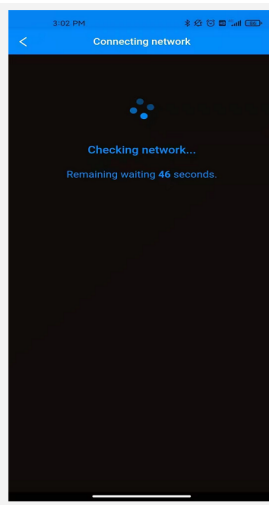 3:02 PM
Connecting network
Checking network...
Remaining waiting 46 seconds.